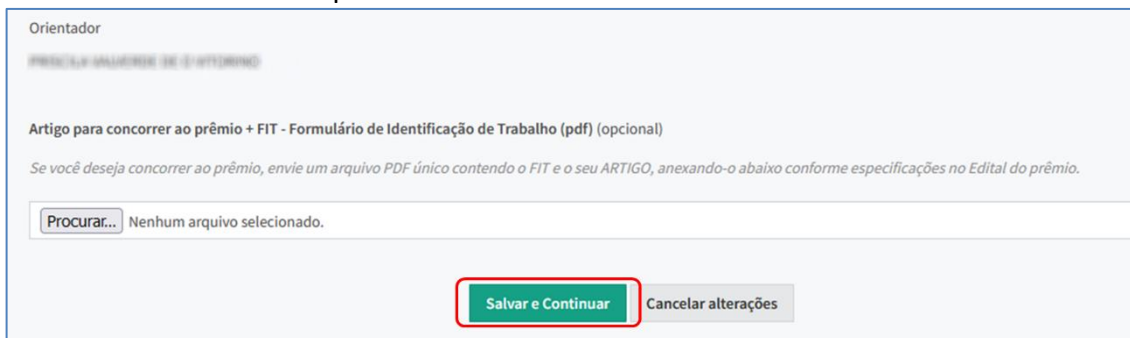 Orientador
Artigo para concorrer ao prêmio + FIT - Formulário de Identificação de Trabalho (pdf) (opcional)
Se você deseja concorrer ao prêmio, envie um arquivo PDF único contendo o FIT e o seu ARTIGO, anexando-o abaixo conforme especificações no Edital do prêmio.
Procurar... Nenhum arquivo selecionado.
Salvar e Continuar Cancelar alterações